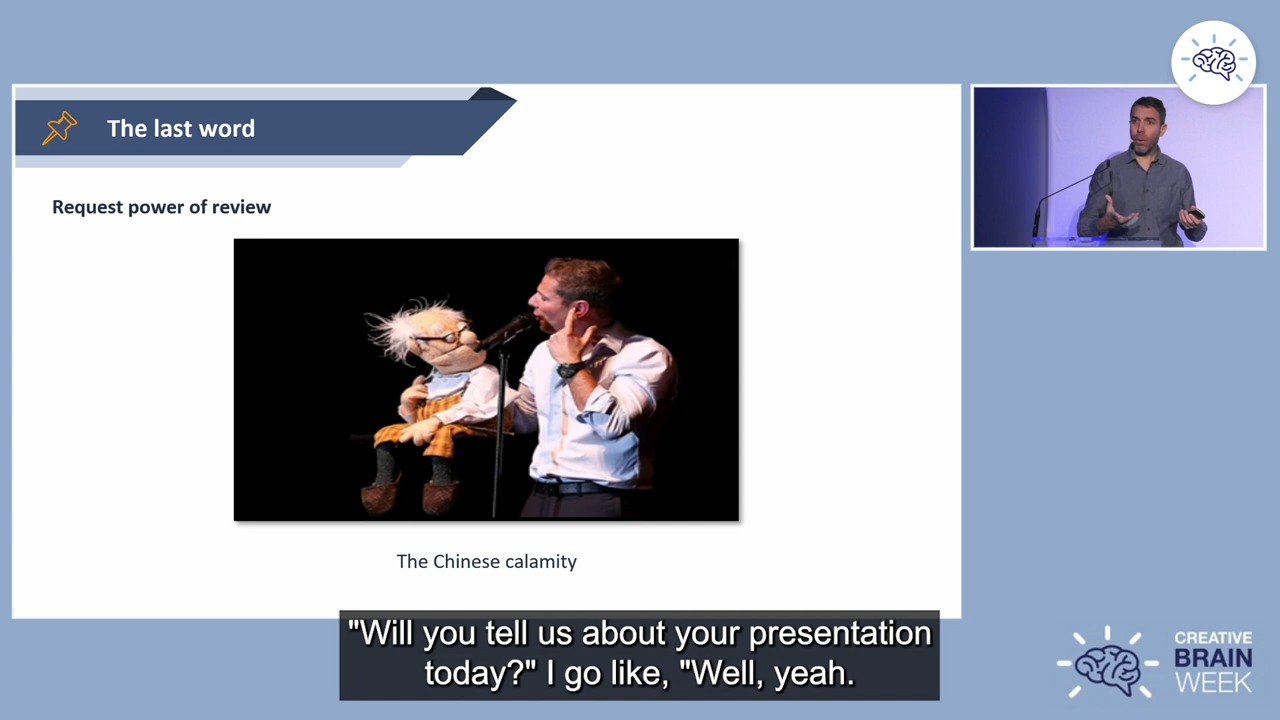 The last word
Request power of review
The Chinese calamity
"Will you tell us about your presentation
today?" I go like, "Well, yeah.
CREATIVE
BRAIN
WEEK